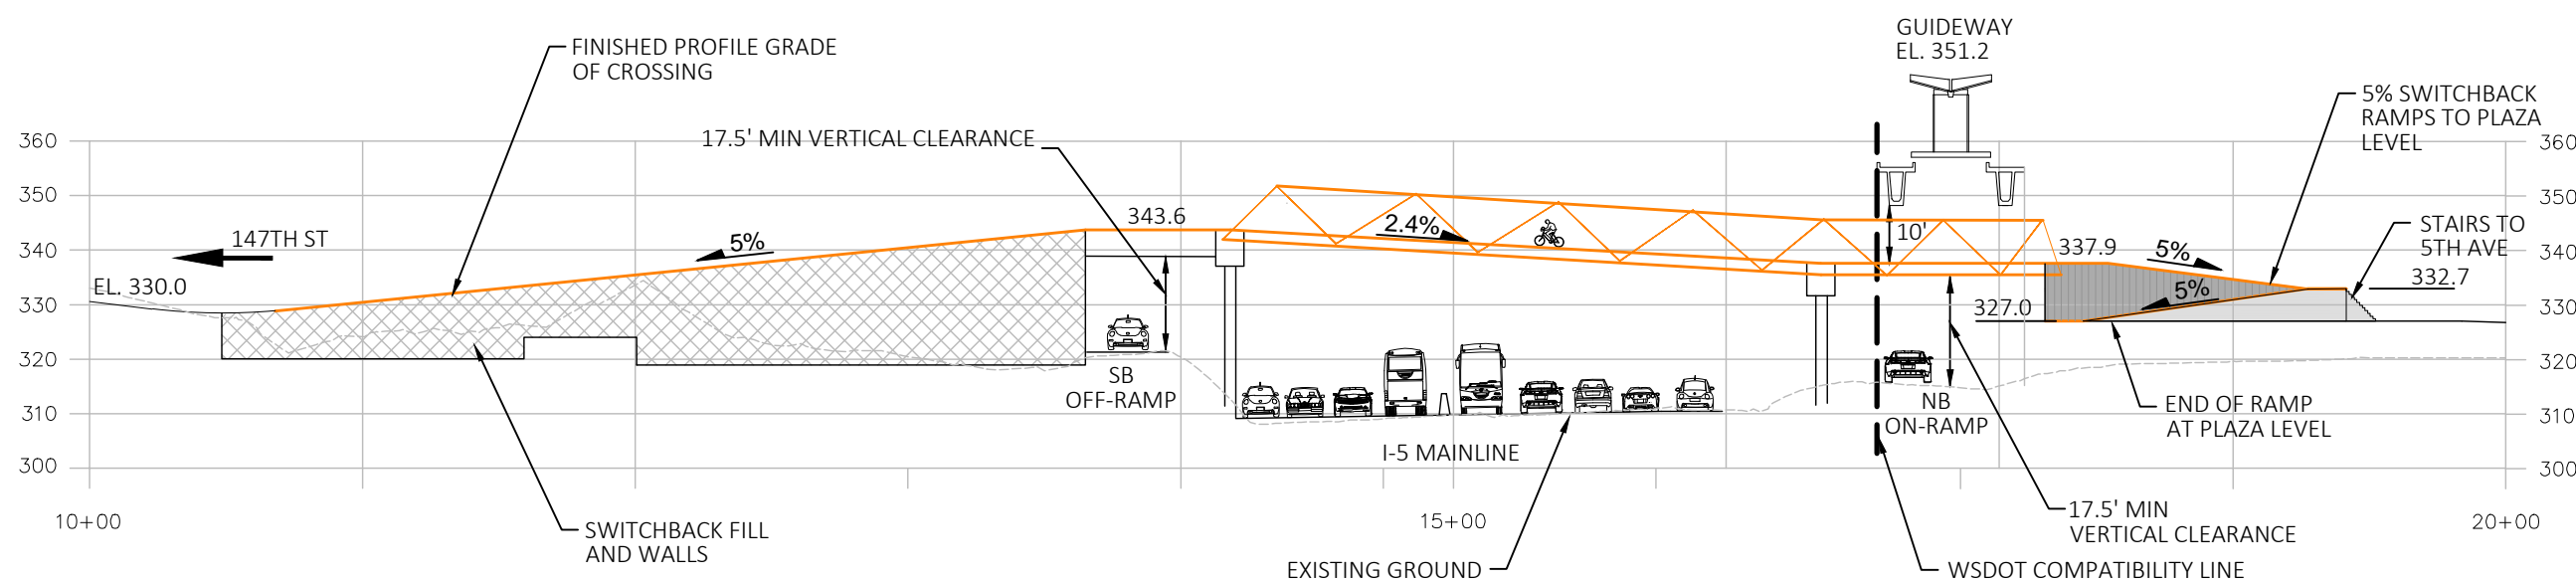 GUIDEWAY
EL. 351.2
FINISHED PROFILE GRADE
OF CROSSING
5% SWITCHBACK
RAMPS TO PLAZA
LEVEL
17.5' MIN VERTICAL CLEARANCE
360
360
350
350
343.6
147TH ST
5%
2.4%
10'
STAIRS TO
5TH AVE
340
340
337.9
5%
332.7
EL. 330.0
5%
330
327.0
330
320
320
SB
OFF-RAMP
NB
ON-RAMP
END OF RAMP
AT PLAZA LEVEL
310
310
I-5 MAINLINE
300
300
10+00
15+00
20+00
SWITCHBACK FILL
AND WALLS
17.5' MIN
VERTICAL CLEARANCE
EXISTING GROUND
WSDOT COMPATIBILITY LINE